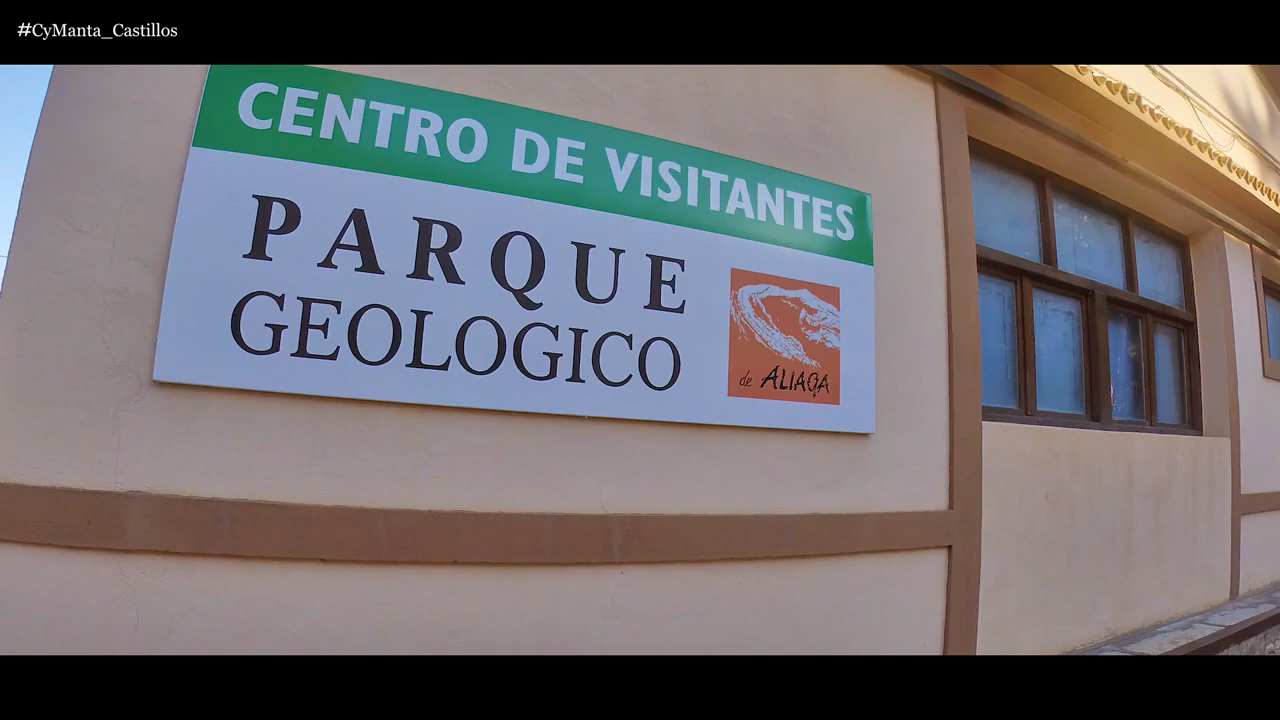 #CyManta_Castillos
CENTRO DE VISITANTES
PARQUE
GEOLOGICO
de ALIAGA